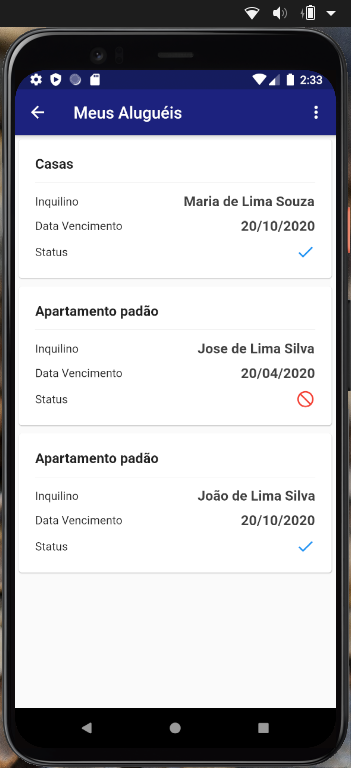 2:33
Meus Aluguéis
Casas
Inquilino Maria de Lima Souza
Data Vencimento 20/10/2020
Status
Apartamento padão
Inquilino Jose de Lima Silva
Data Vencimento 20/04/2020
Status
Apartamento padão
Inquilino João de Lima Silva
Data Vencimento 20/10/2020
Status